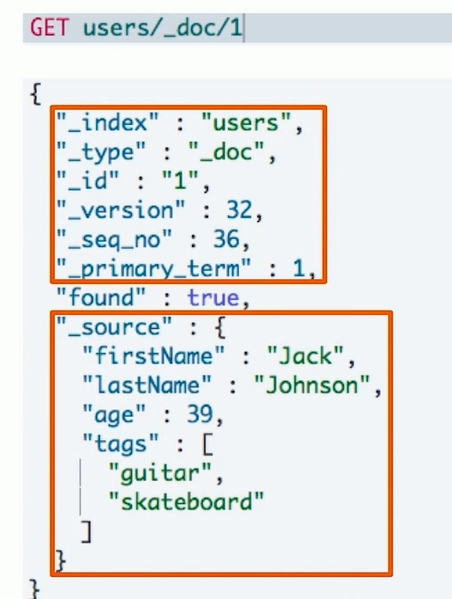 GET users/_doc/1
{
"_index" : "users",
"_type" : "_doc",
"_id" : "1",
"_version" : 32,
"_seq_no" : 36,
"_primary_term" : 1,
"found" : true,
"_source" : {
"firstName" : "Jack",
"lastName" : "Johnson",
"age" : 39,
"tags" : [
"guitar",
"skateboard"
]
}
}